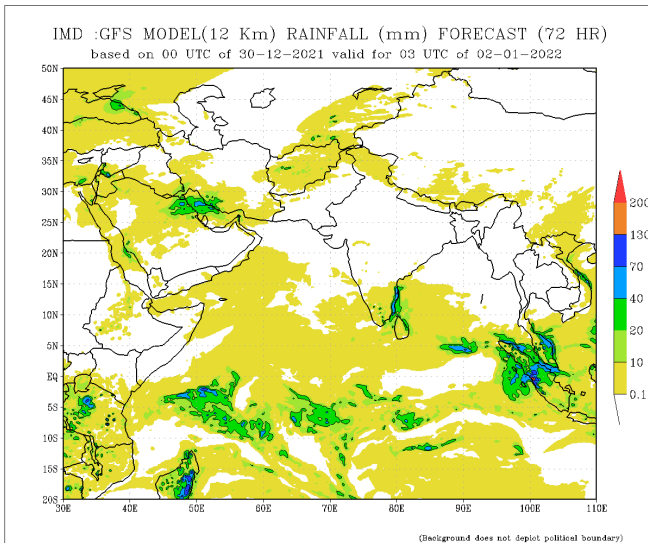 IMD :GFS MODEL(12 Km) RAINFALL (mm) FORECAST (72 HR)
based on 00 UTC of 30-12-2021 valid for 03 UTC of 02-01-2022
50N
45N
40N
35N
30N
25N
20N
15N
10N
5N
EQ
5S
10S
15S
20S
30E
40E
50E
60E
70E
80E
90E
100E
110E
200
130
70
40
20
10
0.1
(Background does not depict political boundary)